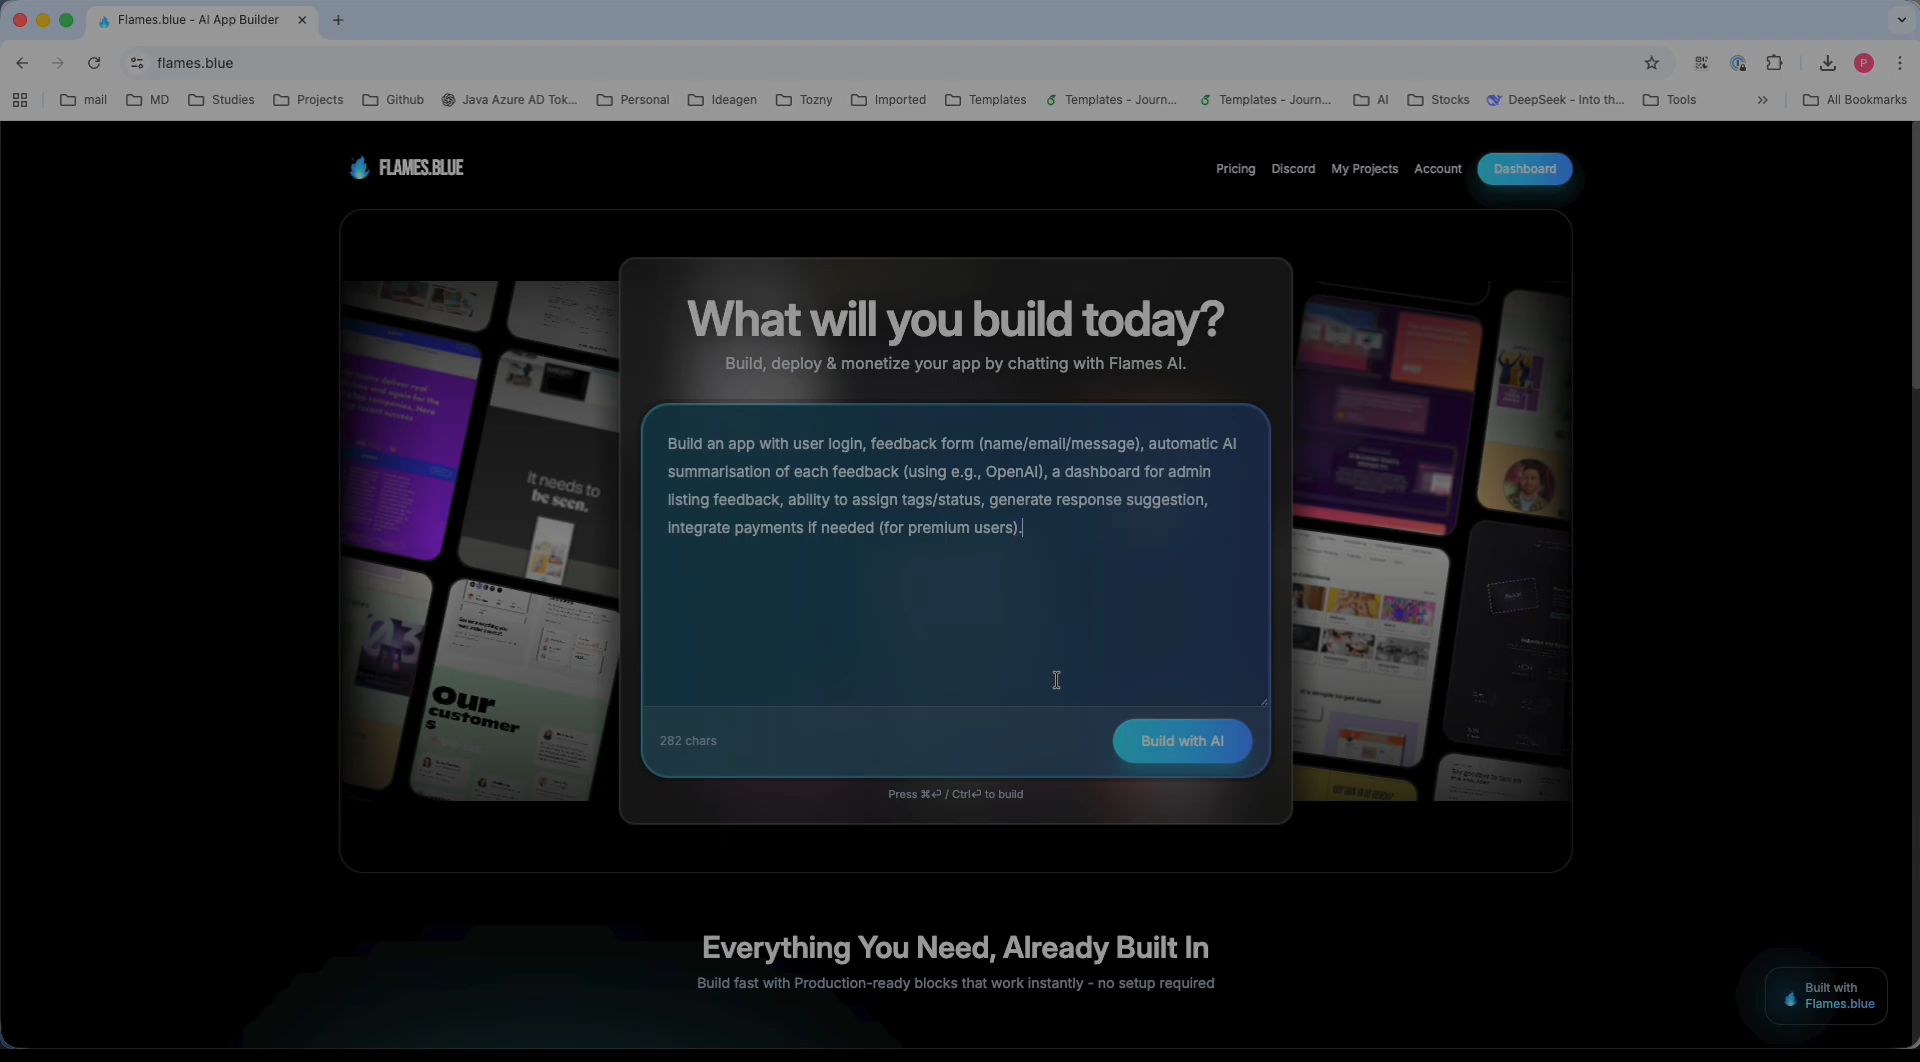 Flames.blue - AI App Builder
flames.blue
P
mail
MD
Studies
Projects
Github
Java Azure AD Tok...
Personal
Ideagen
Tozny
Imported
Templates
Templates - Journ...
Templates - Journ...
AI
Stocks
DeepSeek - Into th...
Tools
All Bookmarks
FLAMES.BLUE
Pricing
Discord
My Projects
Account
Dashboard
What will you build today?
Build, deploy & monetize your app by chatting with Flames AI.
Build an app with user login, feedback form (name/email/message), automatic AI
summarisation of each feedback (using e.g., OpenAI), a dashboard for admin
listing feedback, ability to assign tags/status, generate response suggestion,
integrate payments if needed (for premium users).
282 chars
Build with AI
Press ⌘⏎ / Ctrl⏎ to build
It needs to
be seen.
Our
customer
s
Everything You Need, Already Built In
Build fast with Production-ready blocks that work instantly - no setup required
Built with
Flames.blue